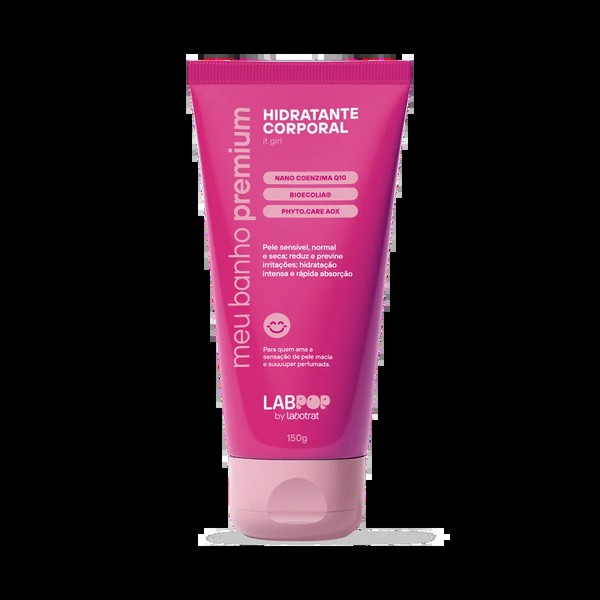 meu banho premium
HIDRATANTE
CORPORAL
it girl
NANO COENZIMA Q10
BIOECOLIA®
PHYTO.CARE AOX
Pele sensível, normal
e seca; reduz e previne
irritações; hidratação
intensa e rápida absorção
Para quem ama a
sensação de pele macia
e suuuuper perfumada.
LABPOP
by labotrat
150g